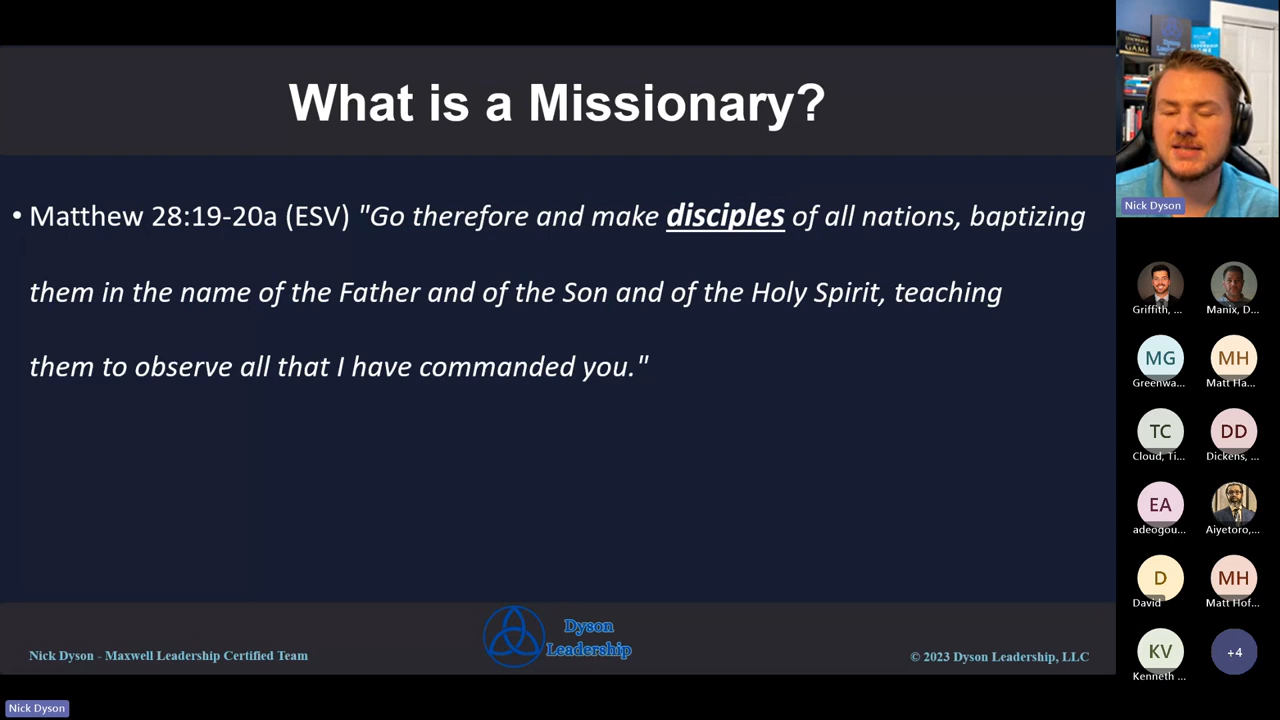 What is a Missionary?
• Matthew 28:19-20a (ESV) "Go therefore and make disciples of all nations, baptizing
them in the name of the Father and of the Son and of the Holy Spirit, teaching
them to observe all that I have commanded you."
Nick Dyson - Maxwell Leadership Certified Team
Dyson
Leadership
© 2023 Dyson Leadership, LLC
Nick Dyson
Nick Dyson
Griffith, ...
Manix, D...
MG
Greenwa...
MH
Matt Ha...
TC
Cloud, Ti...
DD
Dickens, ...
EA
adeogou...
Aiyetoro,...
D
David
MH
Matt Hof...
KV
Kenneth ...
+4